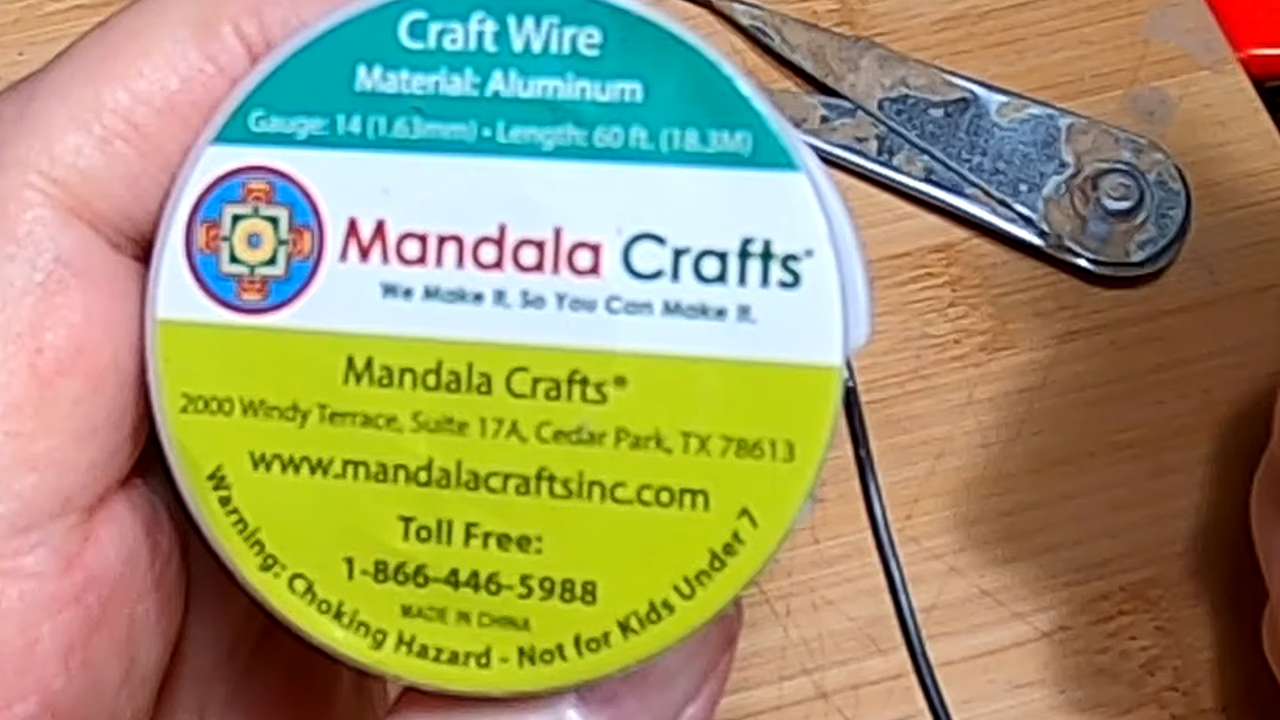 Craft Wire
Material: Aluminum
Gauge: 14 (1.63mm) • Length: 60 ft. (18.3M)
Mandala Crafts®
We Make It, So You Can Make It.
Mandala Crafts®
2000 Windy Terrace, Suite 17A, Cedar Park, TX 78613
www.mandalacraftsinc.com
Toll Free:
1-866-446-5988
MADE IN CHINA
Warning: Choking Hazard - Not for Kids Under 7